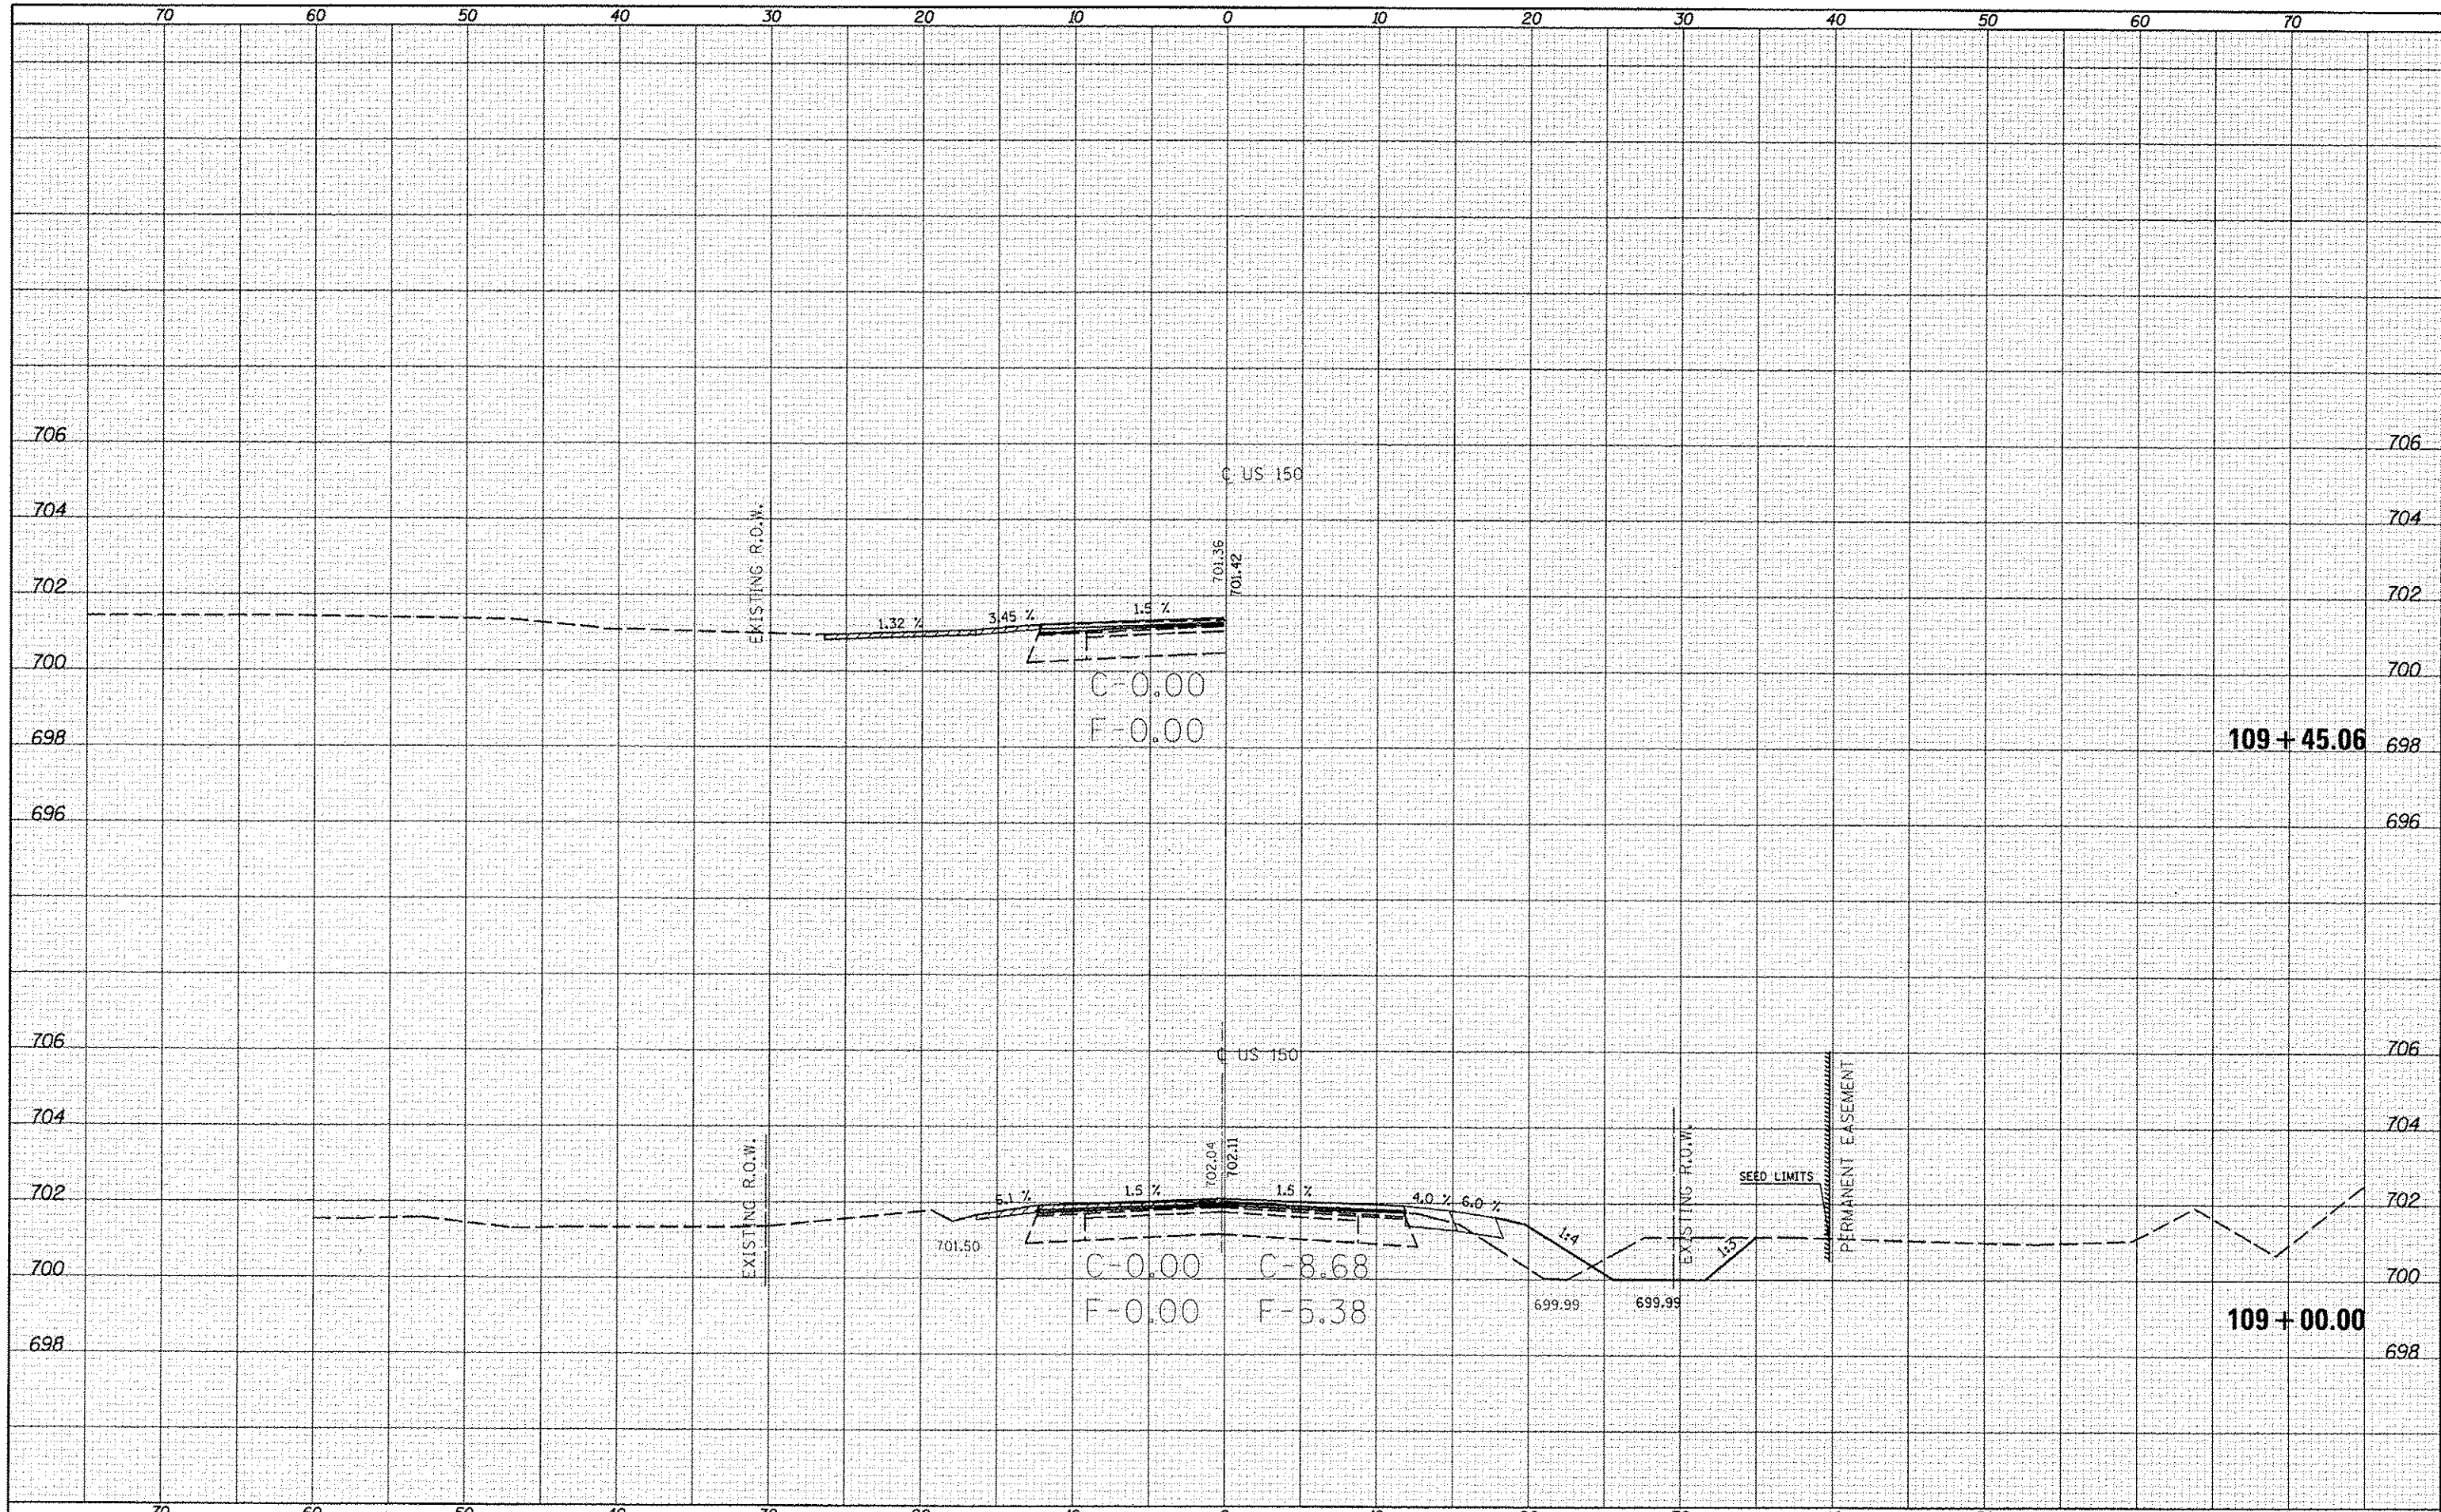 70 60 50 40 30 20 10 0 10 20 30 40 50 60 70
706 706
℄ US 150
704 704
EXISTING R.O.W.
701.36
701.42
702 702
1.32 % 3.45 % 1.5 %
700 700
C-0.00
F-0.00
698 109 + 45.06 698
696 696
706 706
℄ US 150
704 704
EXISTING R.O.W.
702.04
702.11
EXISTING R.O.W.
SEED LIMITS
PERMANENT EASEMENT
702 702
6.1 % 1.5 % 1.5 % 4.0 % 6.0 %
1:4
1:3
701.50
700 700
C-0.00 C-8.68
F-0.00 F-5.38
699.99 699.99
109 + 00.00
698 698